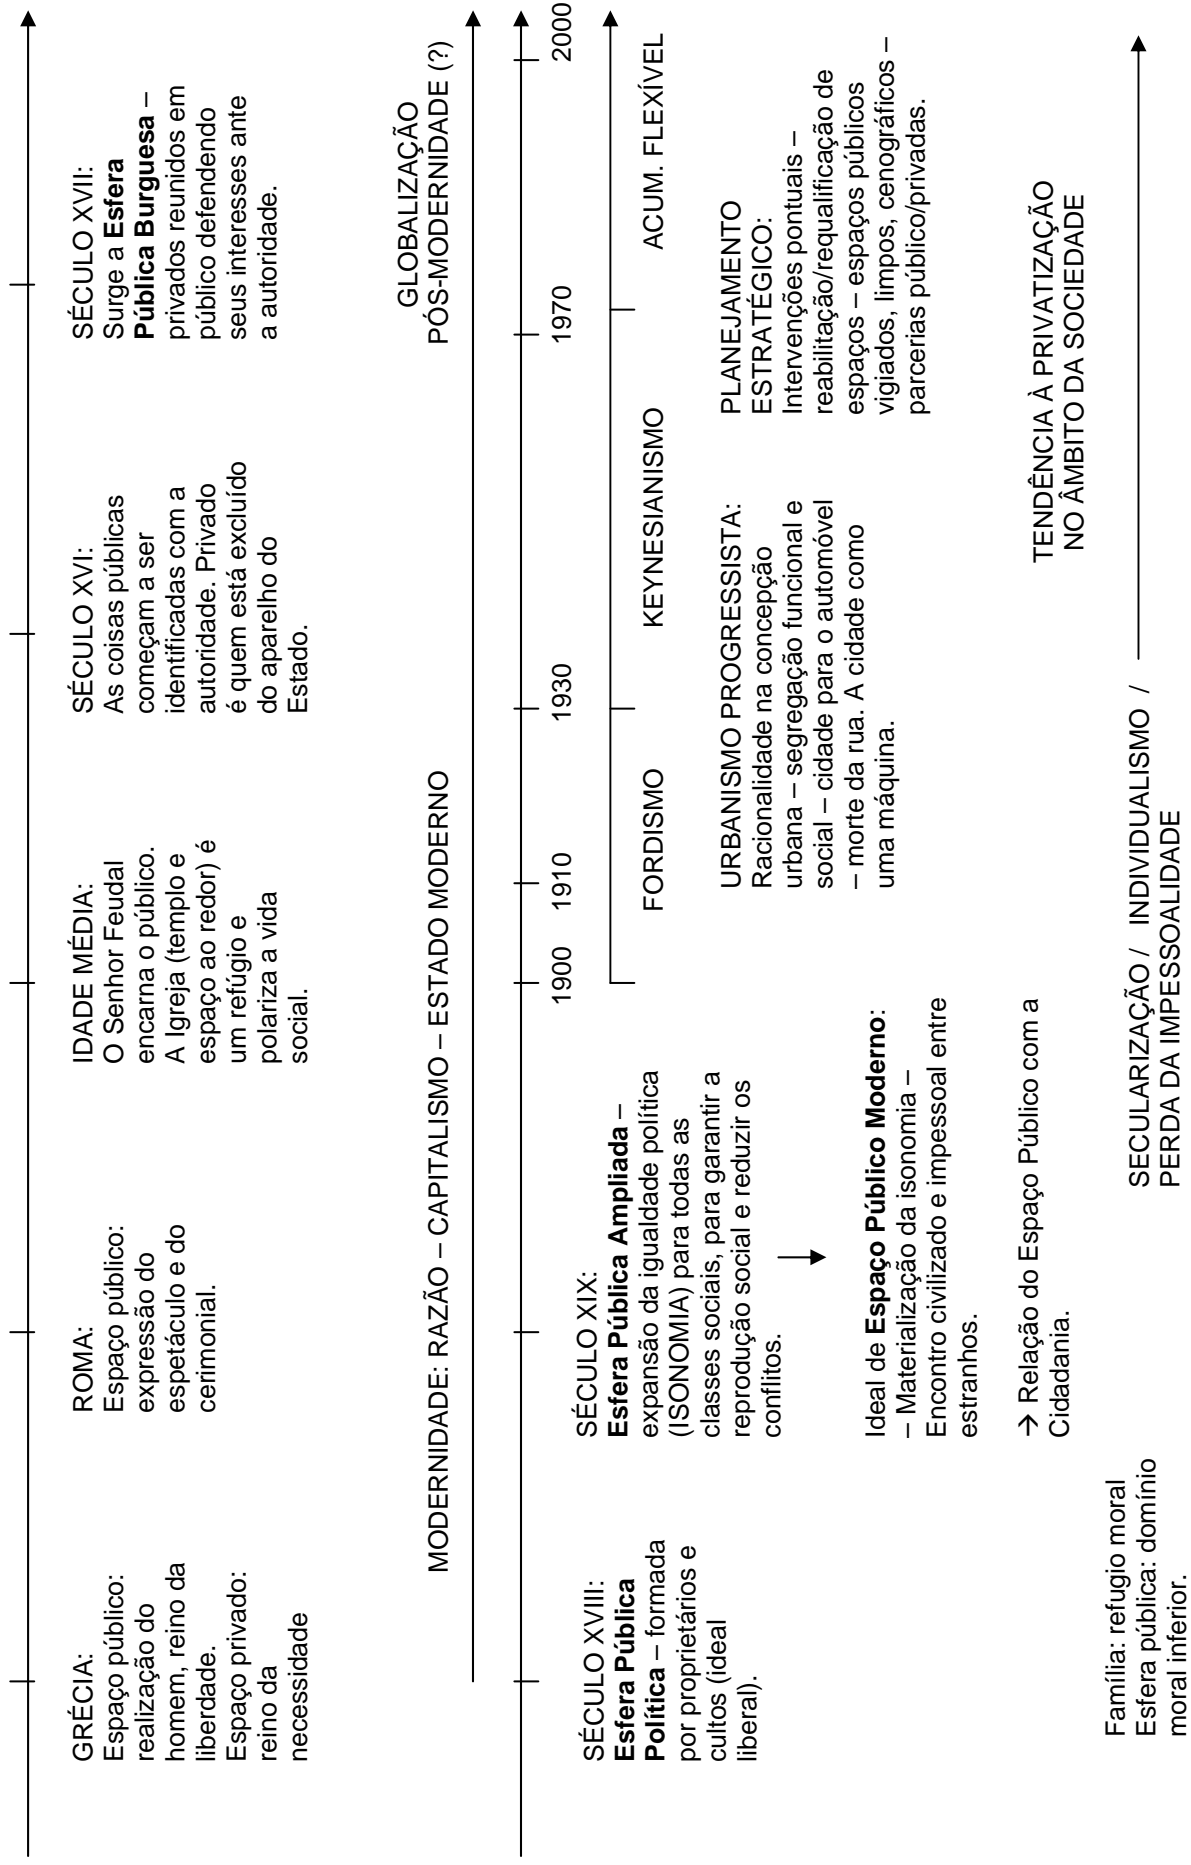 GRÉCIA:
Espaço público:
realização do
homem, reino da
liberdade.
Espaço privado:
reino da
necessidade
ROMA:
Espaço público:
expressão do
espetáculo e do
cerimonial.
IDADE MÉDIA:
O Senhor Feudal
encarna o público.
A Igreja (templo e
espaço ao redor) é
um refúgio e
polariza a vida
social.
SÉCULO XVI:
As coisas públicas
começam a ser
identificadas com a
autoridade. Privado
é quem está excluído
do aparelho do
Estado.
SÉCULO XVII:
Surge a Esfera
Pública Burguesa –
privados reunidos em
público defendendo
seus interesses ante
a autoridade.
MODERNIDADE: RAZÃO – CAPITALISMO – ESTADO MODERNO
GLOBALIZAÇÃO
PÓS-MODERNIDADE (?)
1900
1910
1930
1970
2000
SÉCULO XVIII:
Esfera Pública
Política – formada
por proprietários e
cultos (ideal
liberal).
SÉCULO XIX:
Esfera Pública Ampliada –
expansão da igualdade política
(ISONOMIA) para todas as
classes sociais, para garantir a
reprodução social e reduzir os
conflitos.
Ideal de Espaço Público Moderno:
– Materialização da isonomia –
Encontro civilizado e impessoal entre
estranhos.
→ Relação do Espaço Público com a
Cidadania.
FORDISMO
KEYNESIANISMO
ACUM. FLEXÍVEL
URBANISMO PROGRESSISTA:
Racionalidade na concepção
urbana – segregação funcional e
social – cidade para o automóvel
– morte da rua. A cidade como
uma máquina.
PLANEJAMENTO
ESTRATÉGICO:
Intervenções pontuais –
reabilitação/requalificação de
espaços – espaços públicos
vigiados, limpos, cenográficos –
parcerias público/privadas.
Família: refugio moral
Esfera pública: domínio
moral inferior.
SECULARIZAÇÃO / INDIVIDUALISMO /
PERDA DA IMPESSOALIDADE
TENDÊNCIA À PRIVATIZAÇÃO
NO ÂMBITO DA SOCIEDADE